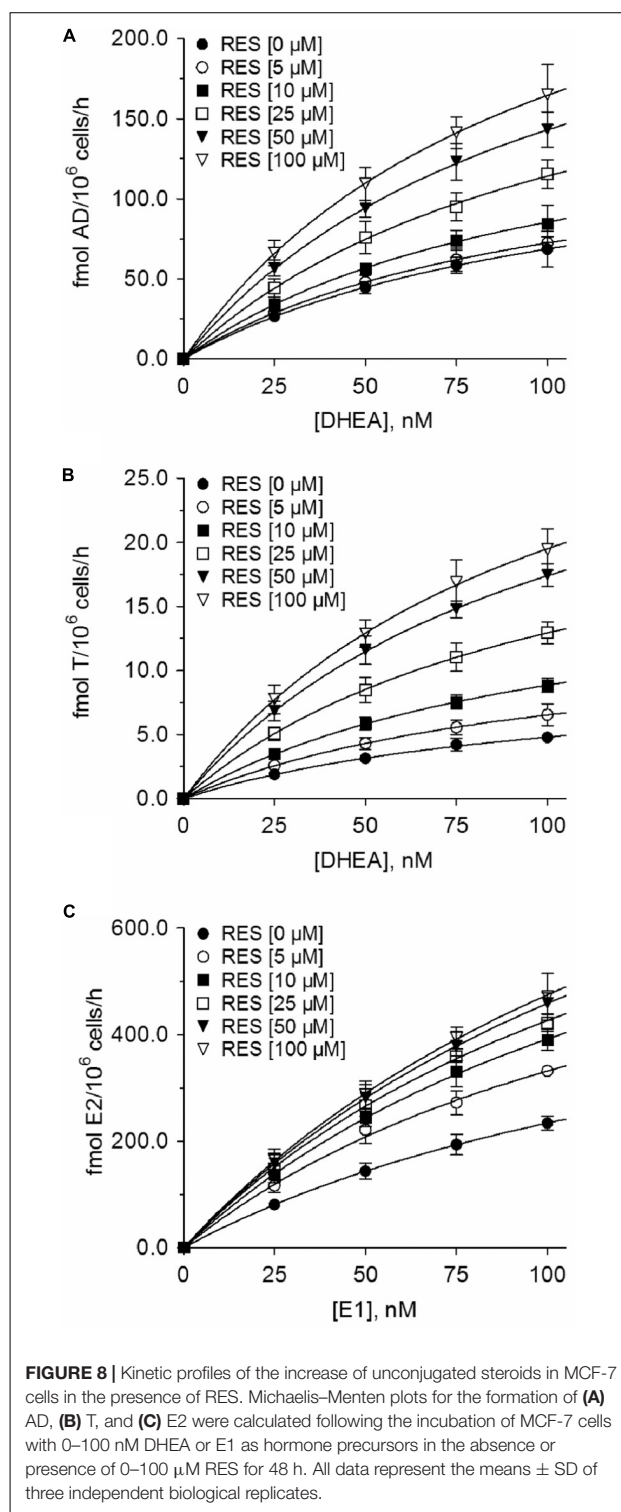 A
200.0
150.0
100.0
50.0
0.0
fmol AD/10⁶ cells/h
RES [0 µM]
RES [5 µM]
RES [10 µM]
RES [25 µM]
RES [50 µM]
RES [100 µM]
0 25 50 75 100
[DHEA], nM
B
25.0
20.0
15.0
10.0
5.0
0.0
fmol T/10⁶ cells/h
RES [0 µM]
RES [5 µM]
RES [10 µM]
RES [25 µM]
RES [50 µM]
RES [100 µM]
0 25 50 75 100
[DHEA], nM
C
600.0
400.0
200.0
0.0
fmol E2/10⁶ cells/h
RES [0 µM]
RES [5 µM]
RES [10 µM]
RES [25 µM]
RES [50 µM]
RES [100 µM]
0 25 50 75 100
[E1], nM
FIGURE 8 | Kinetic profiles of the increase of unconjugated steroids in MCF-7
cells in the presence of RES. Michaelis–Menten plots for the formation of (A)
AD, (B) T, and (C) E2 were calculated following the incubation of MCF-7 cells
with 0–100 nM DHEA or E1 as hormone precursors in the absence or
presence of 0–100 µM RES for 48 h. All data represent the means ± SD of
three independent biological replicates.